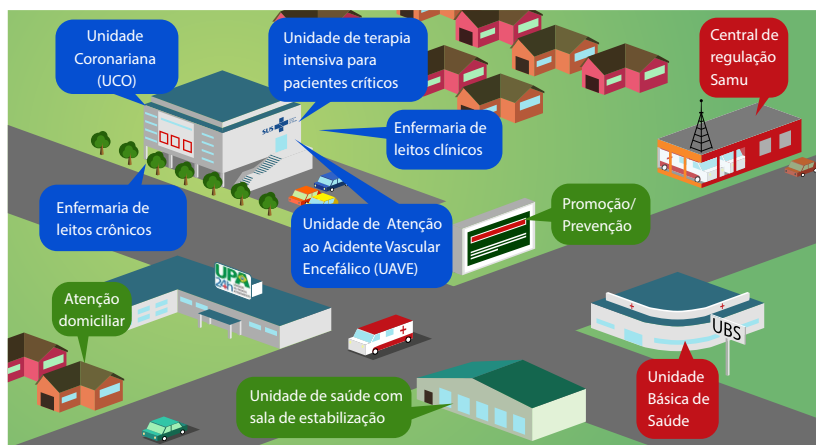 Unidade
Coronariana
(UCO)
Unidade de terapia
intensiva para
pacientes críticos
Central de
regulação
Samu
SUS
Enfermaria de
leitos clínicos
Enfermaria de
leitos crônicos
Unidade de Atenção
ao Acidente Vascular
Encefálico (UAVE)
Promoção/
Prevenção
UPA
24h
Atenção
domiciliar
UBS
Unidade de saúde com
sala de estabilização
Unidade
Básica de
Saúde